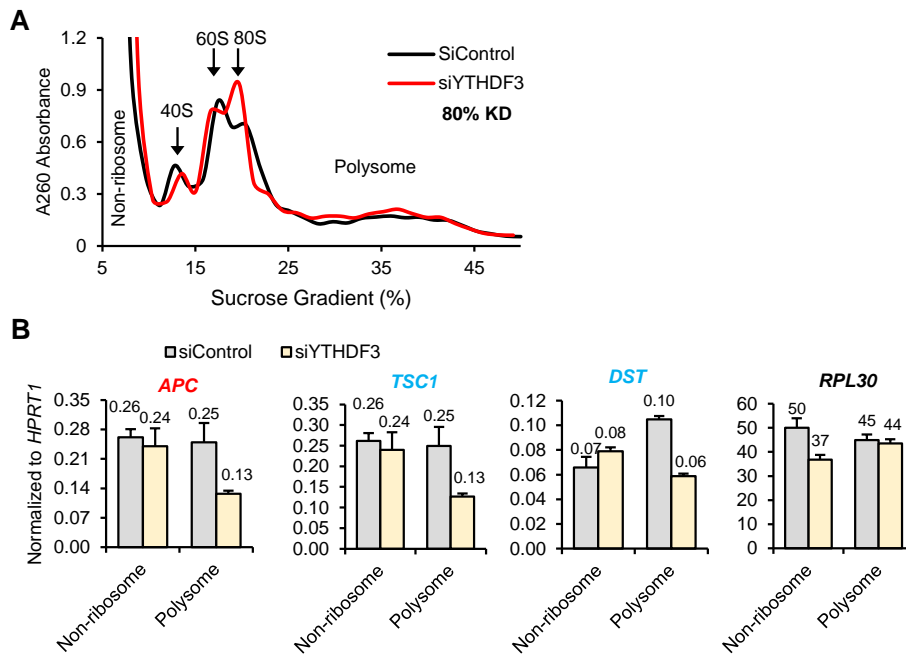 A
1.2
0.9
0.6
0.3
0
A260 Absorbance
Non-ribosome
40S
60S 80S
SiControl
siYTHDF3
80% KD
Polysome
5 15 25 35 45
Sucrose Gradient (%)
B
siControl siYTHDF3
Normalized to HPRT1
APC
0.35
0.28
0.21
0.14
0.07
0.00
0.26
0.24
0.25
0.13
Non-ribosome
Polysome
TSC1
0.35
0.30
0.25
0.20
0.15
0.10
0.05
0.00
0.26
0.24
0.25
0.13
Non-ribosome
Polysome
DST
0.12
0.10
0.08
0.06
0.04
0.02
0.00
0.07
0.08
0.10
0.06
Non-ribosome
Polysome
RPL30
60
50
40
30
20
10
0
50
37
45
44
Non-ribosome
Polysome